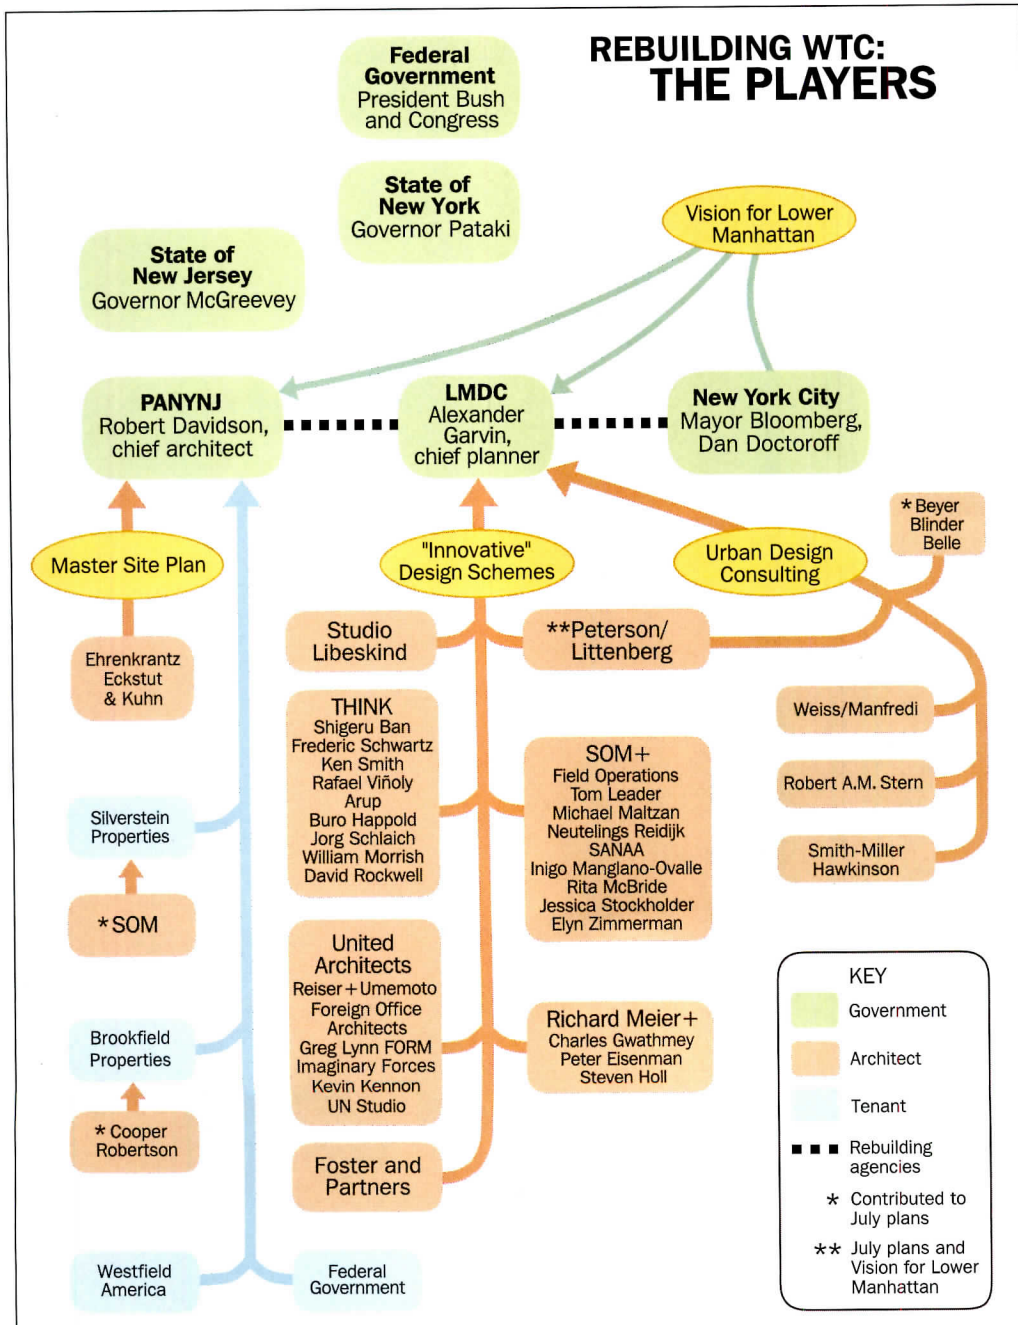 REBUILDING WTC:
THE PLAYERS
Federal
Government
President Bush
and Congress
State of
New York
Governor Pataki
Vision for Lower
Manhattan
State of
New Jersey
Governor McGreevey
PANYNJ
Robert Davidson,
chief architect
LMDC
Alexander
Garvin,
chief planner
New York City
Mayor Bloomberg,
Dan Doctoroff
* Beyer
Blinder
Belle
Master Site Plan
"Innovative"
Design Schemes
Urban Design
Consulting
Ehrenkrantz
Eckstut
& Kuhn
Studio
Libeskind
**Peterson/
Littenberg
THINK
Shigeru Ban
Frederic Schwartz
Ken Smith
Rafael Viñoly
Arup
Buro Happold
Jorg Schlaich
William Morrish
David Rockwell
SOM+
Field Operations
Tom Leader
Michael Maltzan
Neutelings Reidijk
SANAA
Inigo Manglano-Ovalle
Rita McBride
Jessica Stockholder
Elyn Zimmerman
Weiss/Manfredi
Robert A.M. Stern
Smith-Miller
Hawkinson
Silverstein
Properties
*SOM
United
Architects
Reiser+Umemoto
Foreign Office
Architects
Greg Lynn FORM
Imaginary Forces
Kevin Kennon
UN Studio
Richard Meier+
Charles Gwathmey
Peter Eisenman
Steven Holl
Brookfield
Properties
* Cooper
Robertson
Foster and
Partners
Westfield
America
Federal
Government
KEY
Government
Architect
Tenant
Rebuilding
agencies
* Contributed to
July plans
** July plans and
Vision for Lower
Manhattan